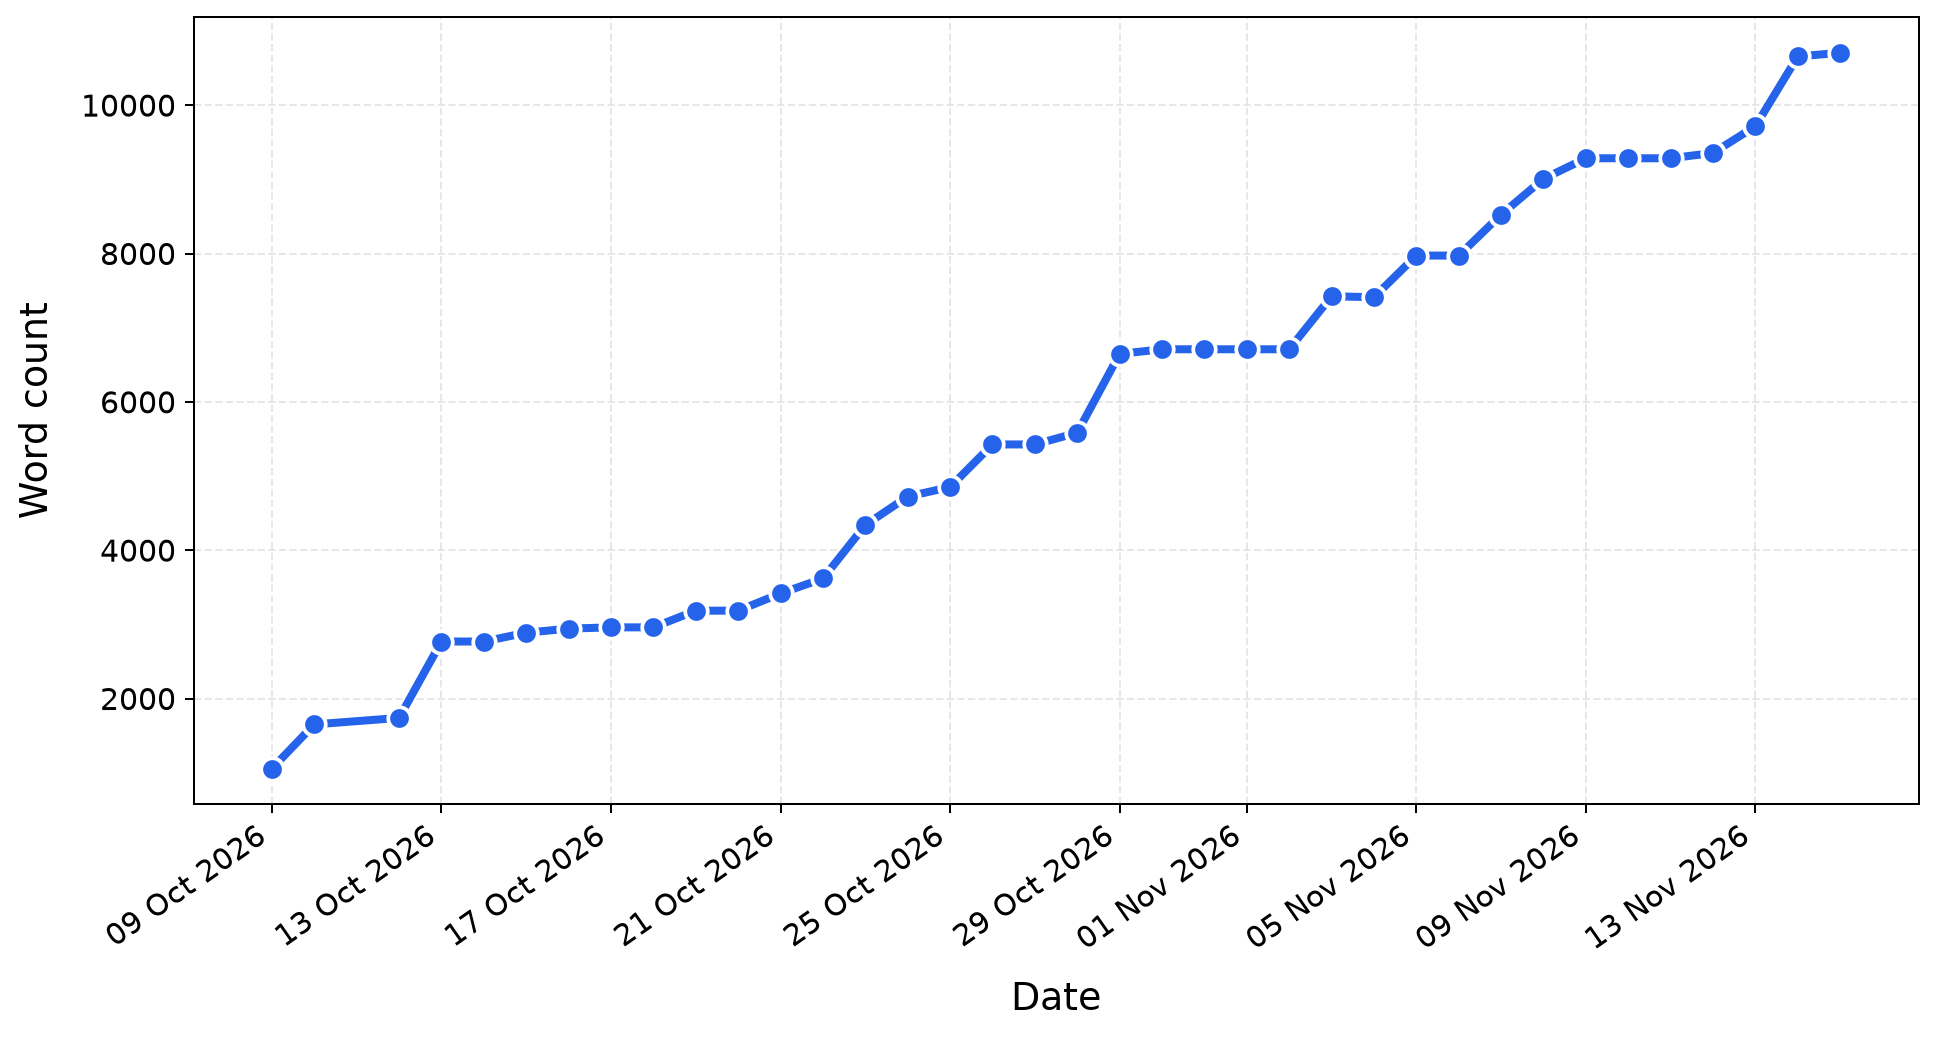 10000
8000
6000
4000
2000
Word count
09 Oct 2026
13 Oct 2026
17 Oct 2026
21 Oct 2026
25 Oct 2026
29 Oct 2026
01 Nov 2026
05 Nov 2026
09 Nov 2026
13 Nov 2026
Date